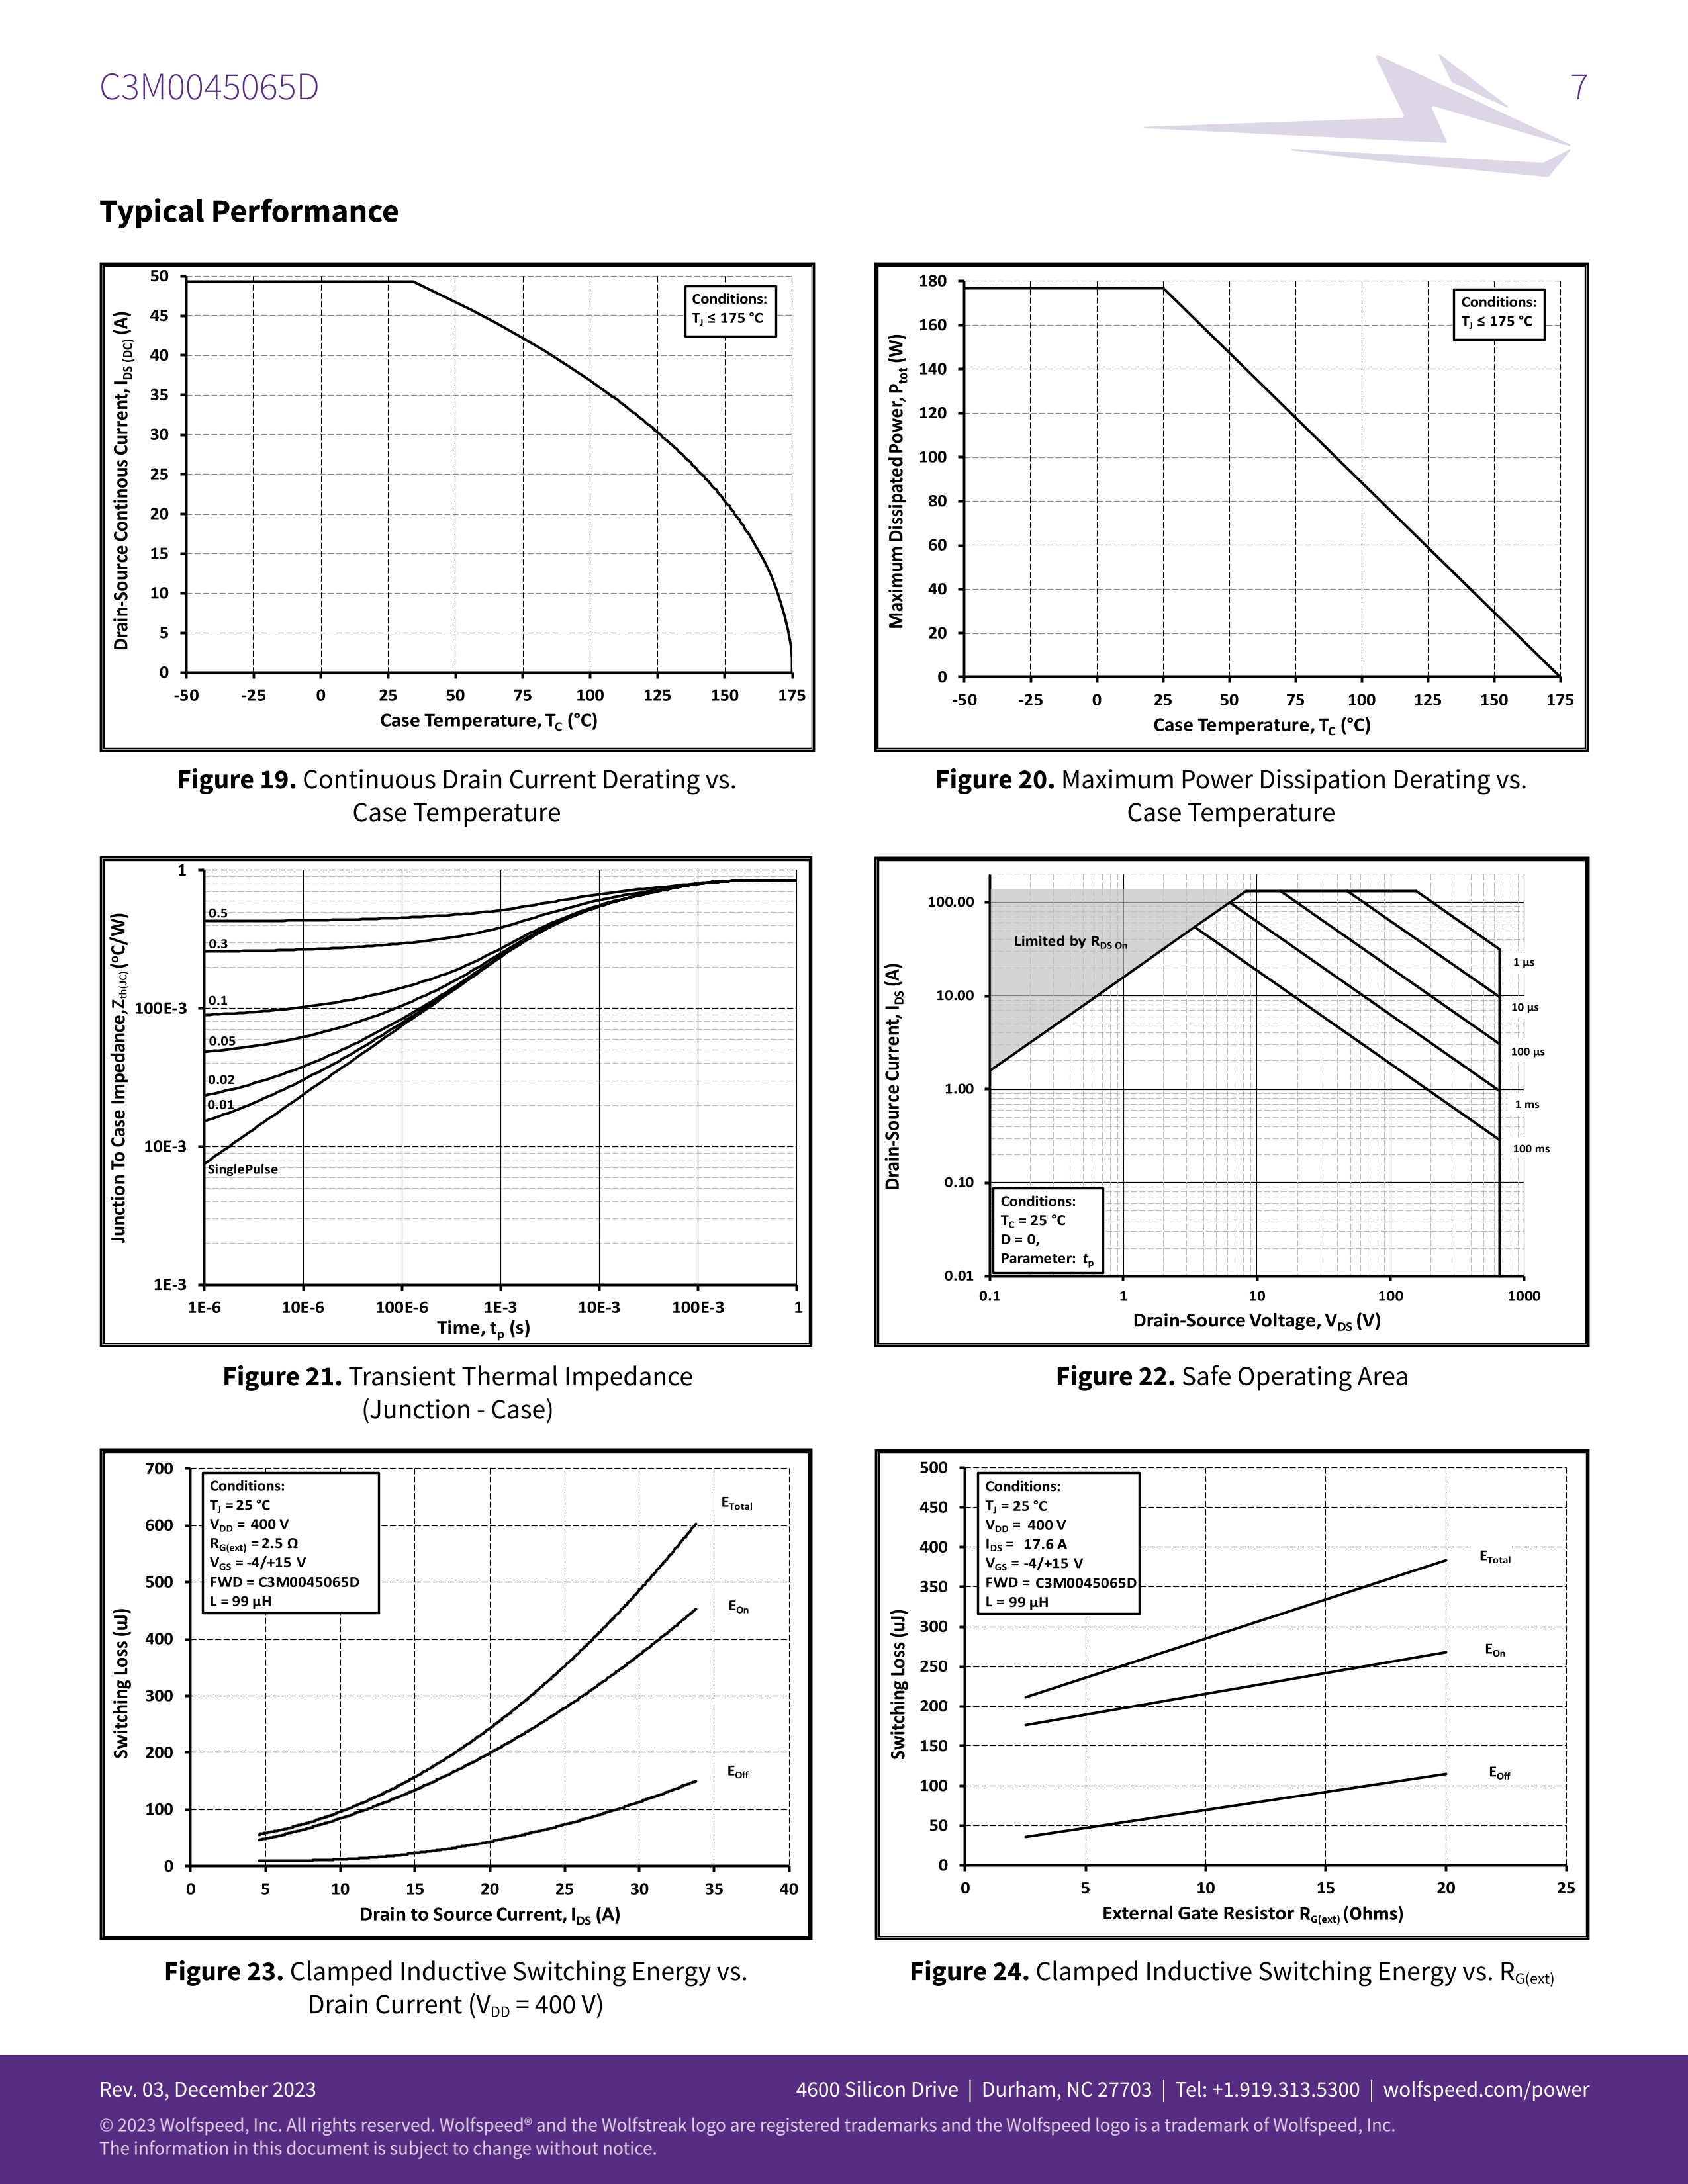 C3M0045065D
7
Typical Performance
Drain-Source Continous Current, IDS (DC) (A)
50
45
40
35
30
25
20
15
10
5
0
Conditions:
TJ ≤ 175 °C
-50 -25 0 25 50 75 100 125 150 175
Case Temperature, TC (°C)
Figure 19. Continuous Drain Current Derating vs.
Case Temperature
Maximum Dissipated Power, Ptot (W)
180
160
140
120
100
80
60
40
20
0
Conditions:
TJ ≤ 175 °C
-50 -25 0 25 50 75 100 125 150 175
Case Temperature, TC (°C)
Figure 20. Maximum Power Dissipation Derating vs.
Case Temperature
Junction To Case Impedance, Zth(JC) (°C/W)
1
100E-3
10E-3
1E-3
0.5
0.3
0.1
0.05
0.02
0.01
SinglePulse
1E-6 10E-6 100E-6 1E-3 10E-3 100E-3 1
Time, tp (s)
Figure 21. Transient Thermal Impedance
(Junction - Case)
Drain-Source Current, IDS (A)
100.00
10.00
1.00
0.10
0.01
Limited by RDS On
1 µs
10 µs
100 µs
1 ms
100 ms
Conditions:
TC = 25 °C
D = 0,
Parameter: tp
0.1 1 10 100 1000
Drain-Source Voltage, VDS (V)
Figure 22. Safe Operating Area
Switching Loss (uJ)
700
600
500
400
300
200
100
0
Conditions:
TJ = 25 °C
VDD = 400 V
RG(ext) = 2.5 Ω
VGS = -4/+15 V
FWD = C3M0045065D
L = 99 µH
ETotal
EOn
EOff
0 5 10 15 20 25 30 35 40
Drain to Source Current, IDS (A)
Figure 23. Clamped Inductive Switching Energy vs.
Drain Current (VDD = 400 V)
Switching Loss (uJ)
500
450
400
350
300
250
200
150
100
50
0
Conditions:
TJ = 25 °C
VDD = 400 V
IDS = 17.6 A
VGS = -4/+15 V
FWD = C3M0045065D
L = 99 µH
ETotal
EOn
EOff
0 5 10 15 20 25
External Gate Resistor RG(ext) (Ohms)
Figure 24. Clamped Inductive Switching Energy vs. RG(ext)
Rev. 03, December 2023
4600 Silicon Drive | Durham, NC 27703 | Tel: +1.919.313.5300 | wolfspeed.com/power
© 2023 Wolfspeed, Inc. All rights reserved. Wolfspeed® and the Wolfstreak logo are registered trademarks and the Wolfspeed logo is a trademark of Wolfspeed, Inc.
The information in this document is subject to change without notice.